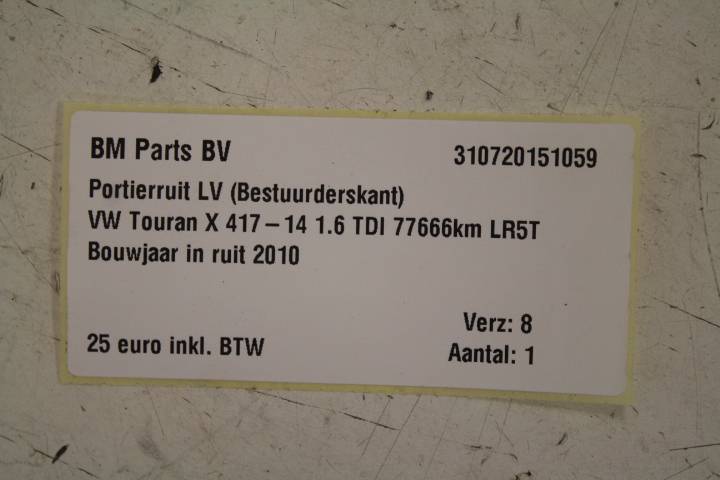 BM Parts BV 310720151059
Portierruit LV (Bestuurderskant)
VW Touran X 417 – 14 1.6 TDI 77666km LR5T
Bouwjaar in ruit 2010
Verz: 8
25 euro inkl. BTW Aantal: 1